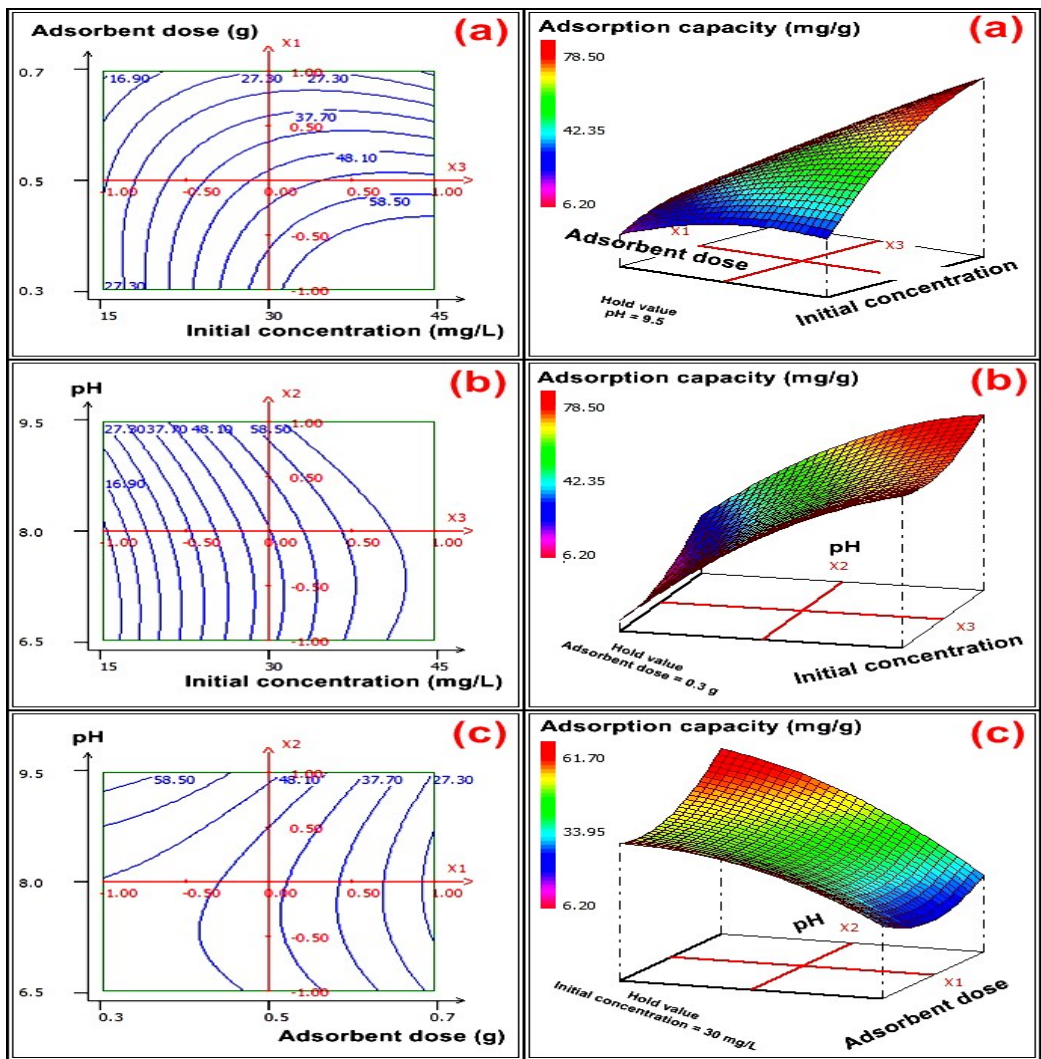 Adsorbent dose (g)
(a)
X1
0.7
16.90
27.30
1.00
27.30
37.70
0.50
48.10
X3
0.5
-1.00
-0.50
0.00
0.50
1.00
58.50
-0.50
27.30
-1.00
0.3
15
30
45
Initial concentration (mg/L)
Adsorption capacity (mg/g)
(a)
78.50
42.35
6.20
X1
X3
Adsorbent dose
Initial concentration
Hold value
pH = 9.5
pH
(b)
X2
9.5
27.30
37.70
48.10
1.00
58.50
0.50
16.90
X3
8.0
-1.00
-0.50
0.00
0.50
1.00
-0.50
-1.00
6.5
15
30
45
Initial concentration (mg/L)
Adsorption capacity (mg/g)
(b)
78.50
42.35
6.20
pH
X2
X3
Hold value
Adsorbent dose = 0.3 g
Initial concentration
pH
(c)
X2
9.5
58.50
48.10
1.00
37.70
27.30
0.50
X1
8.0
-1.00
-0.50
0.00
0.50
1.00
-0.50
-1.00
6.5
0.3
0.5
0.7
Adsorbent dose (g)
Adsorption capacity (mg/g)
(c)
61.70
33.95
6.20
pH
X2
X1
Hold value
Initial concentration = 30 mg/L
Adsorbent dose